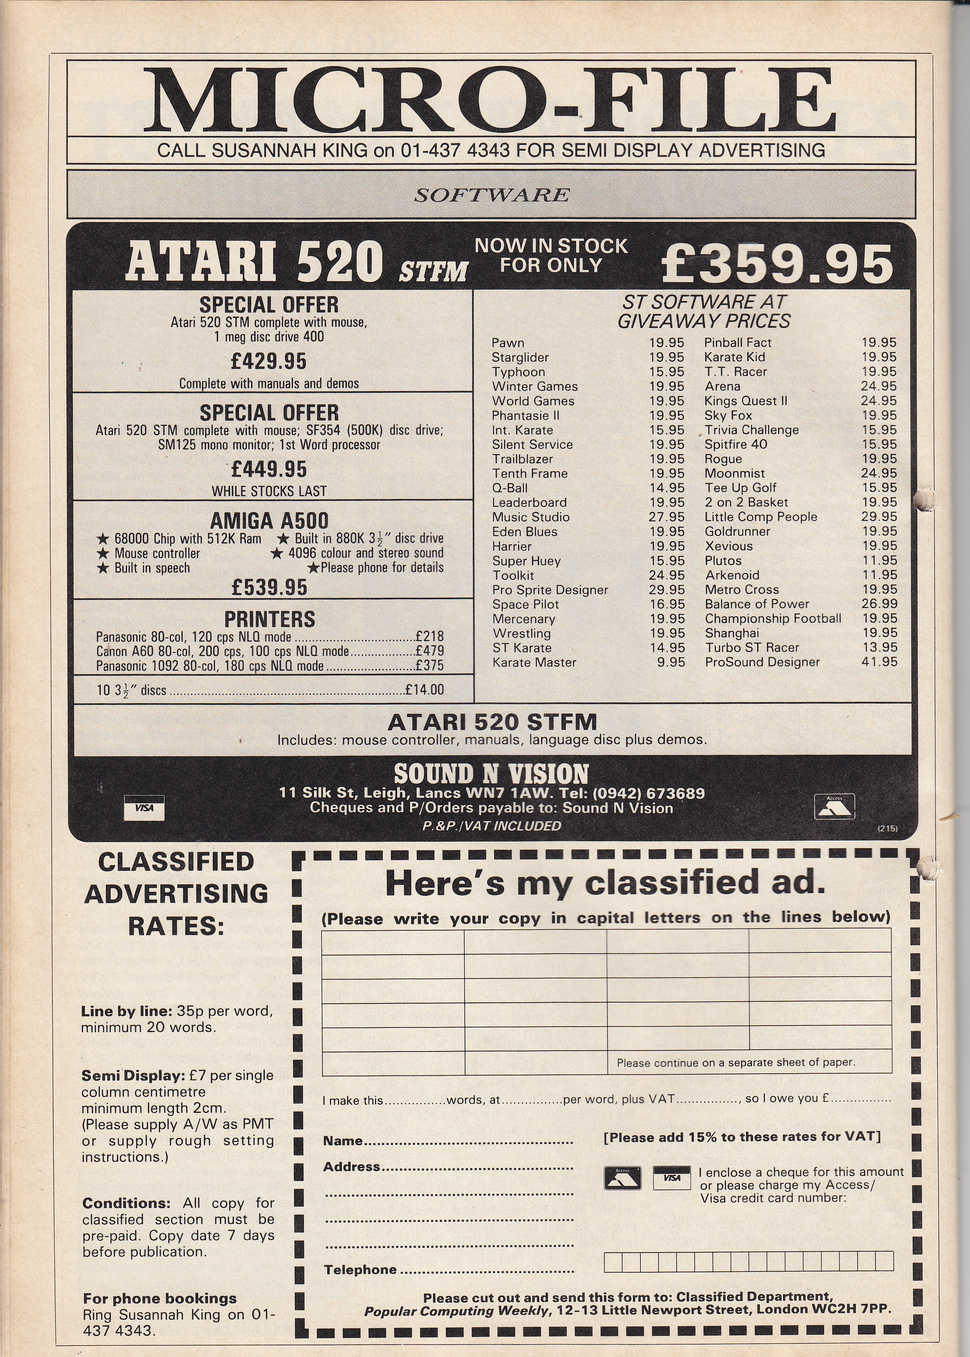 MICRO-FILE
CALL SUSANNAH KING on 01-437 4343 FOR SEMI DISPLAY ADVERTISING
SOFTWARE
ATARI 520 STFM
NOW IN STOCK
FOR ONLY
£359.95
SPECIAL OFFER
Atari 520 STM complete with mouse,
1 meg disc drive 400
£429.95
Complete with manuals and demos
SPECIAL OFFER
Atari 520 STM complete with mouse; SF354 (500K) disc drive;
SM125 mono monitor; 1st Word processor
£449.95
WHILE STOCKS LAST
AMIGA A500
★ 68000 Chip with 512K Ram ★ Built in 880K 3½″ disc drive
★ Mouse controller ★ 4096 colour and stereo sound
★ Built in speech ★Please phone for details
£539.95
PRINTERS
Panasonic 80-col, 120 cps NLQ mode ...................................£218
Canon A60 80-col, 200 cps, 100 cps NLQ mode...................£479
Panasonic 1092 80-col, 180 cps NLQ mode..........................£375
10 3½″ discs .....................................................................£14.00
ST SOFTWARE AT
GIVEAWAY PRICES
Pawn 19.95
Starglider 19.95
Typhoon 15.95
Winter Games 19.95
World Games 19.95
Phantasie II 19.95
Int. Karate 15.95
Silent Service 19.95
Trailblazer 19.95
Tenth Frame 19.95
Q-Ball 14.95
Leaderboard 19.95
Music Studio 27.95
Eden Blues 19.95
Harrier 19.95
Super Huey 15.95
Toolkit 24.95
Pro Sprite Designer 29.95
Space Pilot 16.95
Mercenary 19.95
Wrestling 19.95
ST Karate 14.95
Karate Master 9.95
Pinball Fact 19.95
Karate Kid 19.95
T.T. Racer 19.95
Arena 24.95
Kings Quest II 24.95
Sky Fox 19.95
Trivia Challenge 15.95
Spitfire 40 15.95
Rogue 19.95
Moonmist 24.95
Tee Up Golf 15.95
2 on 2 Basket 19.95
Little Comp People 29.95
Goldrunner 19.95
Xevious 19.95
Plutos 11.95
Arkenoid 11.95
Metro Cross 19.95
Balance of Power 26.99
Championship Football 19.95
Shanghai 19.95
Turbo ST Racer 13.95
ProSound Designer 41.95
ATARI 520 STFM
Includes: mouse controller, manuals, language disc plus demos.
SOUND N VISION
11 Silk St, Leigh, Lancs WN7 1AW. Tel: (0942) 673689
Cheques and P/Orders payable to: Sound N Vision
P.&P./VAT INCLUDED
VISA
Access
(215)
CLASSIFIED
ADVERTISING
RATES:
Line by line: 35p per word,
minimum 20 words.
Semi Display: £7 per single
column centimetre
minimum length 2cm.
(Please supply A/W as PMT
or supply rough setting
instructions.)
Conditions: All copy for
classified section must be
pre-paid. Copy date 7 days
before publication.
For phone bookings
Ring Susannah King on 01-
437 4343.
Here's my classified ad.
(Please write your copy in capital letters on the lines below)
Please continue on a separate sheet of paper.
I make this................words, at................per word, plus VAT................, so I owe you £................
Name..................................................
[Please add 15% to these rates for VAT]
Address..............................................
Access
VISA
I enclose a cheque for this amount
or please charge my Access/
Visa credit card number:
Telephone..........................................
Please cut out and send this form to: Classified Department,
Popular Computing Weekly, 12-13 Little Newport Street, London WC2H 7PP.